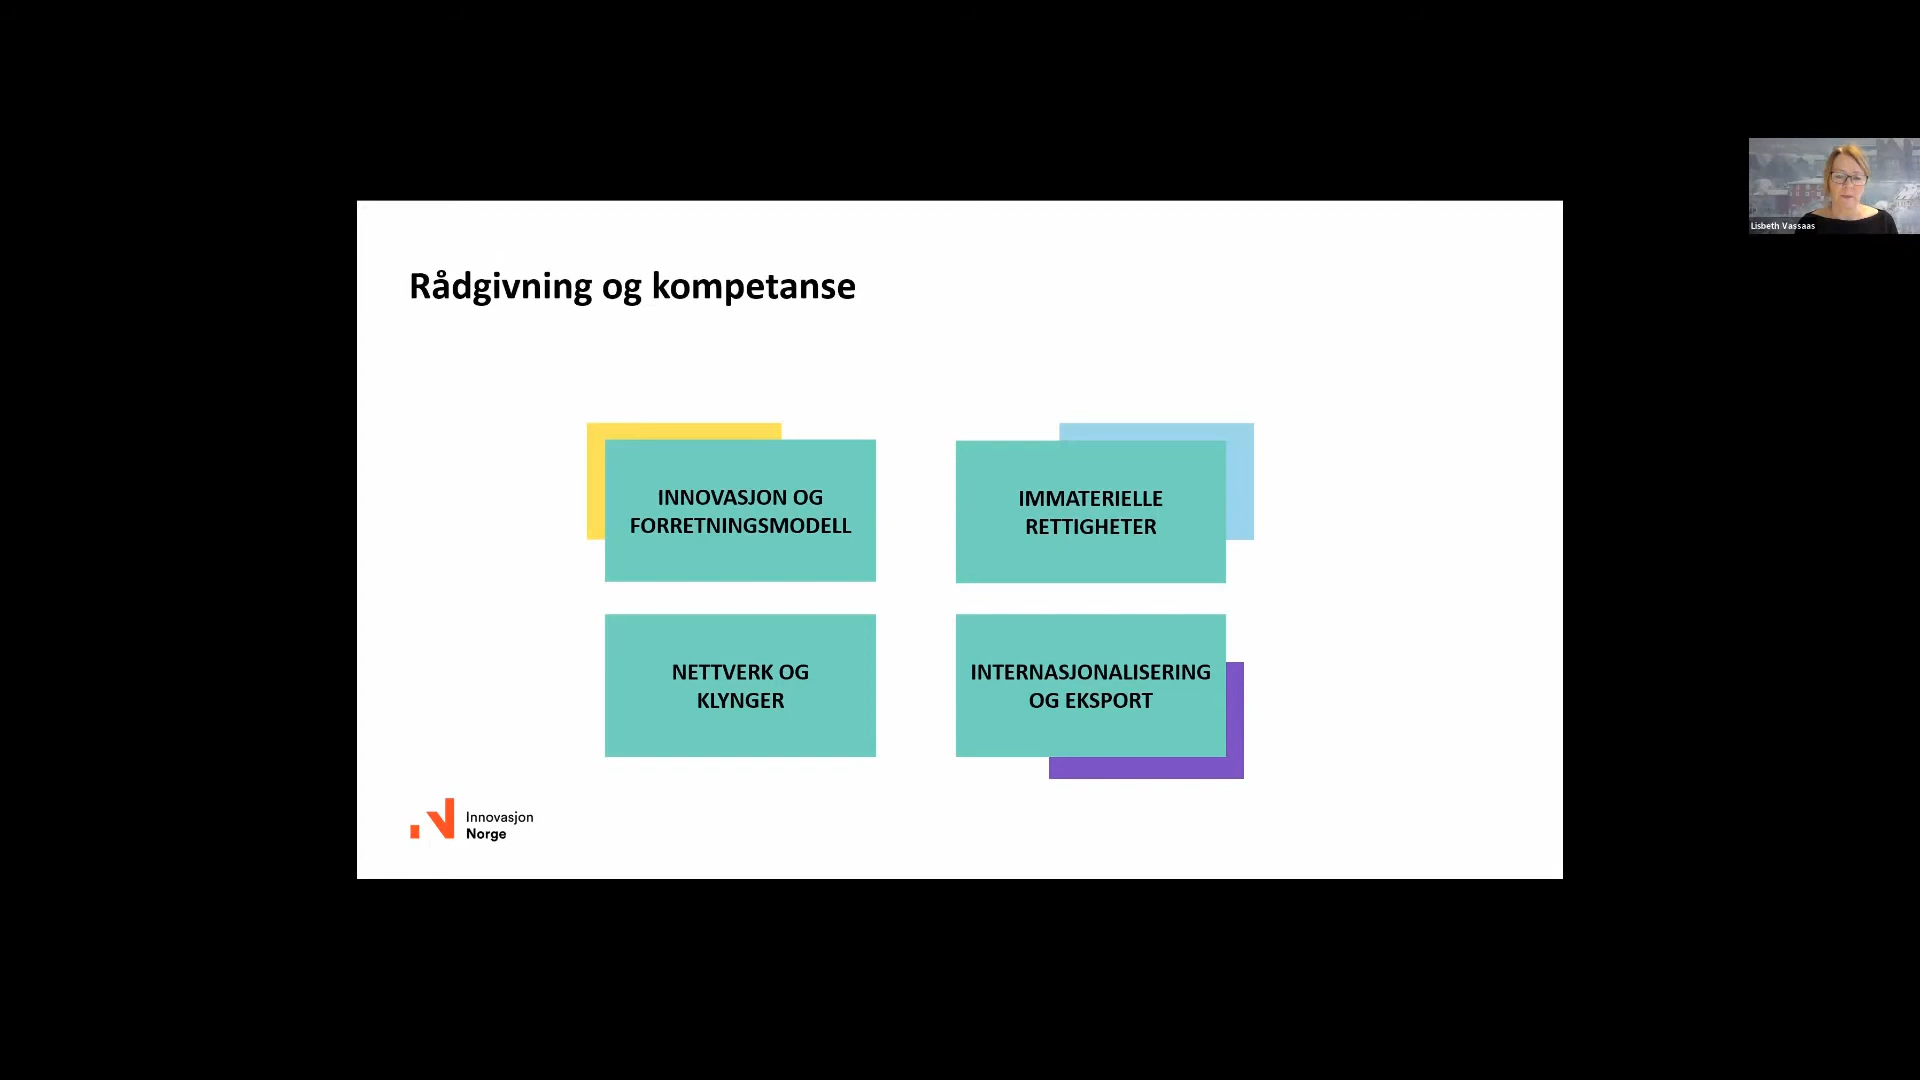 Rådgivning og kompetanse
INNOVASJON OG
FORRETNINGSMODELL
IMMATERIELLE
RETTIGHETER
NETTVERK OG
KLYNGER
INTERNASJONALISERING
OG EKSPORT
Innovasjon
Norge
Lisbeth Vassaas